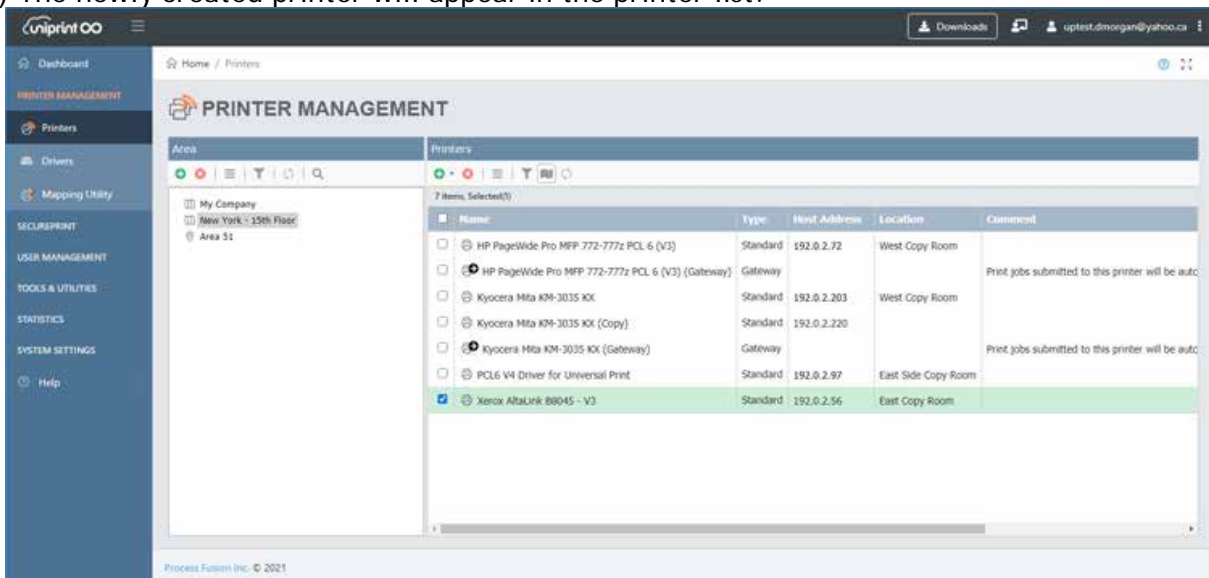 ) The newly created printer will appear in the printer list.
uniprint
Downloads
uptest.dmorgan@yahoo.ca
Dashboard
Home / Printers
PRINTER MANAGEMENT
PRINTER MANAGEMENT
Printers
Area
Printers
Drivers
7 items, Selected(1)
Mapping Utility
My Company
Name Type Host Address Location Comment
New York - 15th Floor
SECUREPRINT
Area 51
HP PageWide Pro MFP 772-777z PCL 6 (V3) Standard 192.0.2.72 West Copy Room
USER MANAGEMENT
HP PageWide Pro MFP 772-777z PCL 6 (V3) (Gateway) Gateway Print jobs submitted to this printer will be autc
TOOLS & UTILITIES
Kyocera Mita KM-3035 KX Standard 192.0.2.203 West Copy Room
STATISTICS
Kyocera Mita KM-3035 KX (Copy) Standard 192.0.2.220
SYSTEM SETTINGS
Kyocera Mita KM-3035 KX (Gateway) Gateway Print jobs submitted to this printer will be autc
Help
PCL6 V4 Driver for Universal Print Standard 192.0.2.97 East Side Copy Room
Xerox AltaLink B8045 - V3 Standard 192.0.2.56 East Copy Room
Process Fusion Inc. © 2021